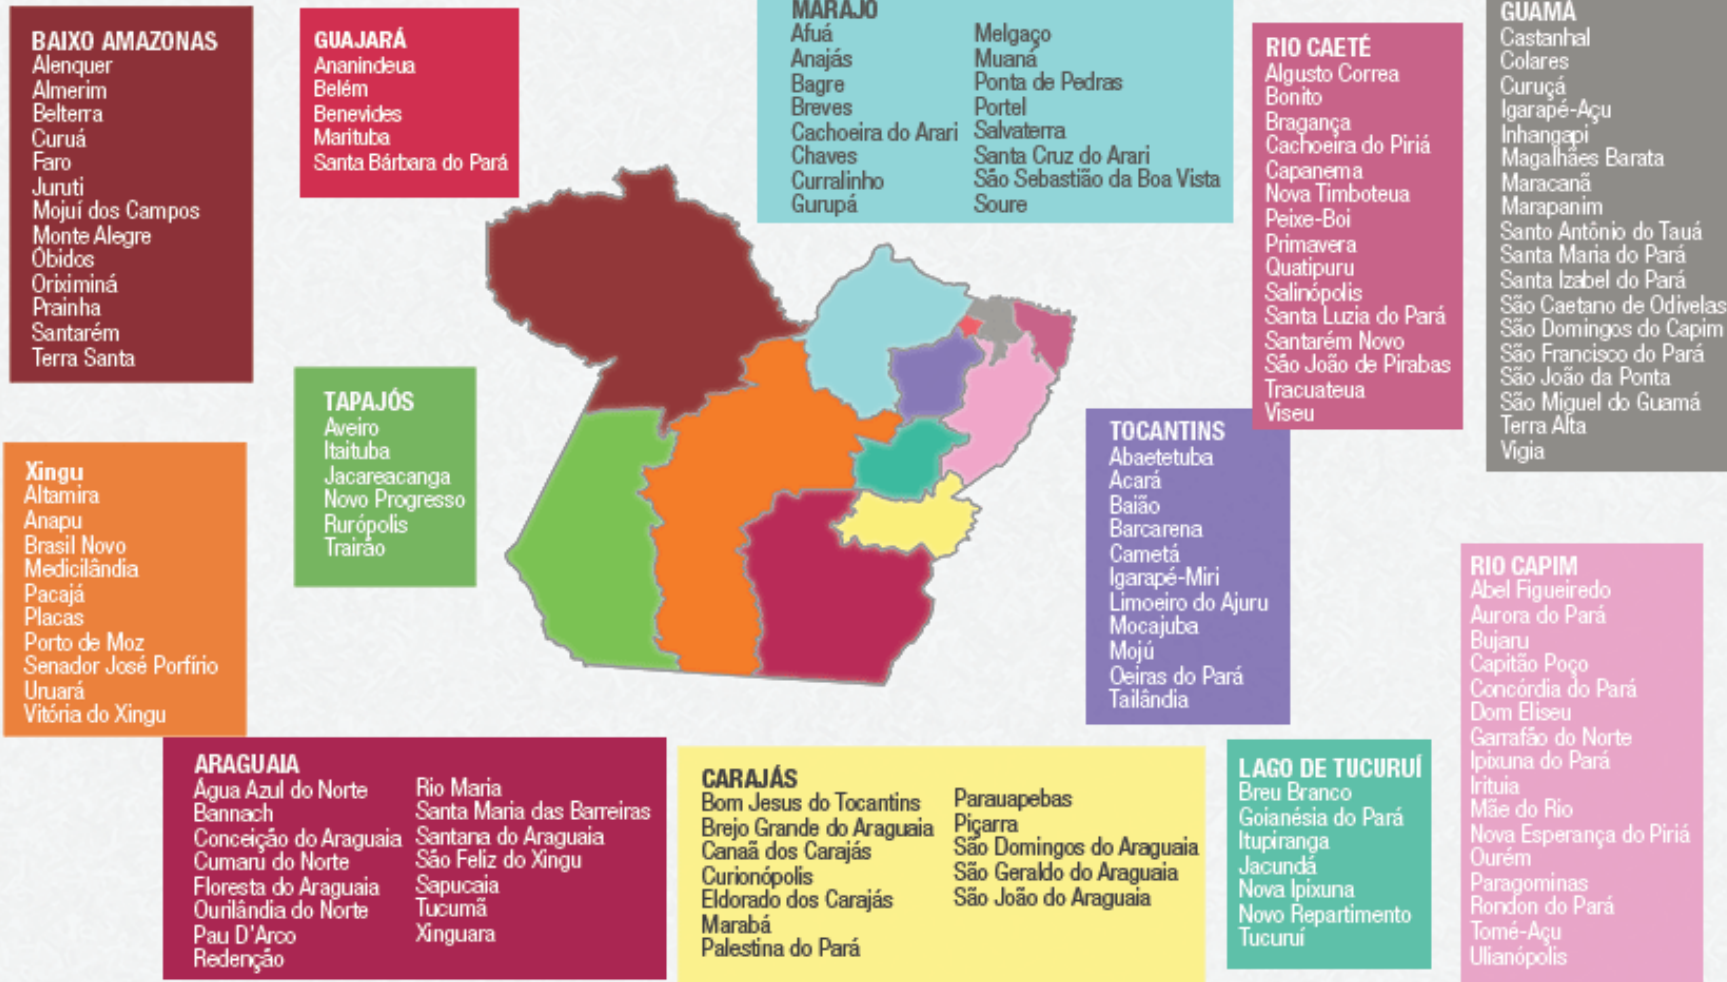 BAIXO AMAZONAS
Alenquer
Almerim
Belterra
Curuá
Faro
Juruti
Mojuí dos Campos
Monte Alegre
Óbidos
Oriximiná
Prainha
Santarém
Terra Santa
GUAJARÁ
Ananindeua
Belém
Benevides
Marituba
Santa Bárbara do Pará
MARAJÓ
Afuá
Anajás
Bagre
Breves
Cachoeira do Arari
Chaves
Curralinho
Gurupá
Melgaço
Muaná
Ponta de Pedras
Portel
Salvaterra
Santa Cruz do Arari
São Sebastião da Boa Vista
Soure
RIO CAETÉ
Algusto Correa
Bonito
Bragança
Cachoeira do Piriá
Capanema
Nova Timboteua
Peixe-Boi
Primavera
Quatipuru
Salinópolis
Santa Luzia do Pará
Santarém Novo
São João de Pirabas
Tracuateua
Viseu
GUAMÁ
Castanhal
Colares
Curuçá
Igarapé-Açu
Inhangapi
Magalhães Barata
Maracanã
Marapanim
Santo Antônio do Tauá
Santa Maria do Pará
Santa Izabel do Pará
São Caetano de Odivelas
São Domingos do Capim
São Francisco do Pará
São João da Ponta
São Miguel do Guamá
Terra Alta
Vigia
TAPAJÓS
Aveiro
Itaituba
Jacareacanga
Novo Progresso
Rurópolis
Trairão
Xingu
Altamira
Anapu
Brasil Novo
Medicilândia
Pacajá
Placas
Porto de Moz
Senador José Porfírio
Uruará
Vitória do Xingu
TOCANTINS
Abaetetuba
Acará
Baião
Barcarena
Cametá
Igarapé-Miri
Limoeiro do Ajuru
Mocajuba
Mojú
Oeiras do Pará
Tailândia
RIO CAPIM
Abel Figueiredo
Aurora do Pará
Bujaru
Capitão Poço
Concórdia do Pará
Dom Eliseu
Garrafão do Norte
Ipixuna do Pará
Irituia
Mãe do Rio
Nova Esperança do Piriá
Ourém
Paragominas
Rondon do Pará
Tomé-Açu
Ulianópolis
ARAGUAIA
Água Azul do Norte
Bannach
Conceição do Araguaia
Cumaru do Norte
Floresta do Araguaia
Ourilândia do Norte
Pau D'Arco
Redenção
Rio Maria
Santa Maria das Barreiras
Santana do Araguaia
São Feliz do Xingu
Sapucaia
Tucumã
Xinguara
CARAJÁS
Bom Jesus do Tocantins
Brejo Grande do Araguaia
Canaã dos Carajás
Curionópolis
Eldorado dos Carajás
Marabá
Palestina do Pará
Parauapebas
Piçarra
São Domingos do Araguaia
São Geraldo do Araguaia
São João do Araguaia
LAGO DE TUCURUÍ
Breu Branco
Goianésia do Pará
Itupiranga
Jacundá
Nova Ipixuna
Novo Repartimento
Tucuruí